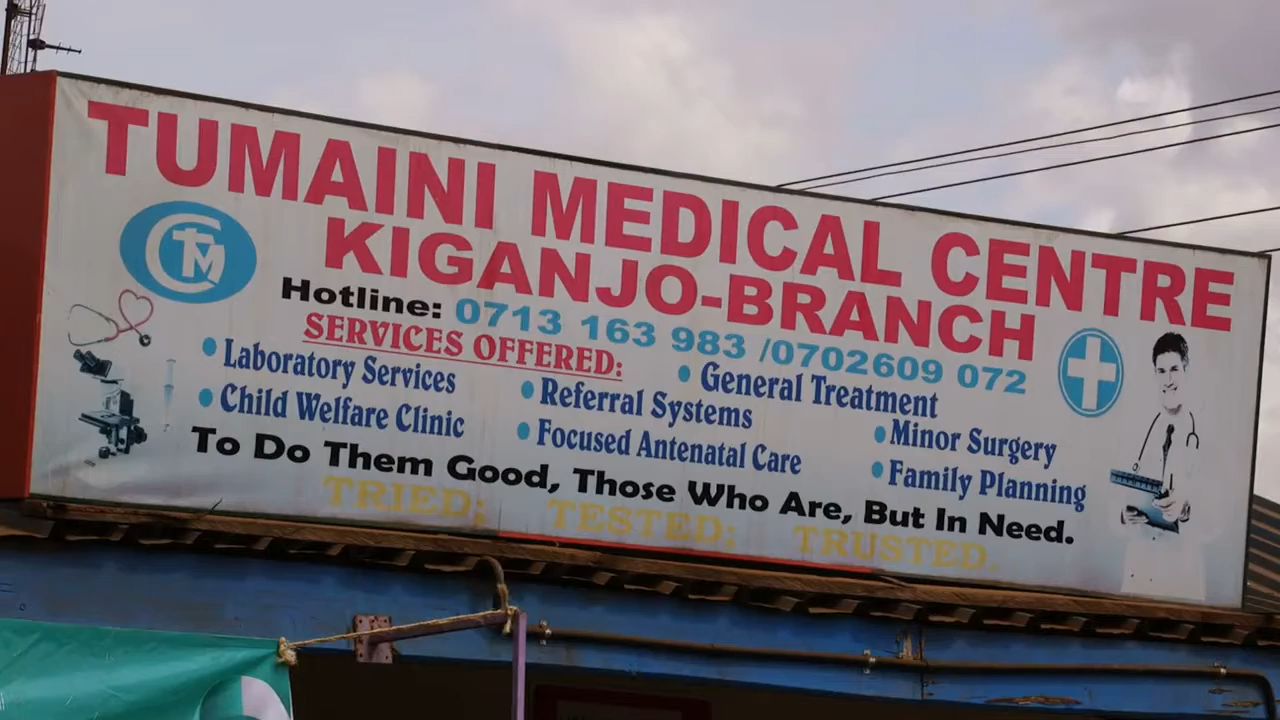 TUMAINI MEDICAL CENTRE
KIGANJO-BRANCH
CTM
Hotline: 0713 163 983 /0702609 072
SERVICES OFFERED:
• Laboratory Services
• Child Welfare Clinic
• Referral Systems
• Focused Antenatal Care
• General Treatment
• Minor Surgery
• Family Planning
To Do Them Good, Those Who Are, But In Need.
TRIED; TESTED; TRUSTED.